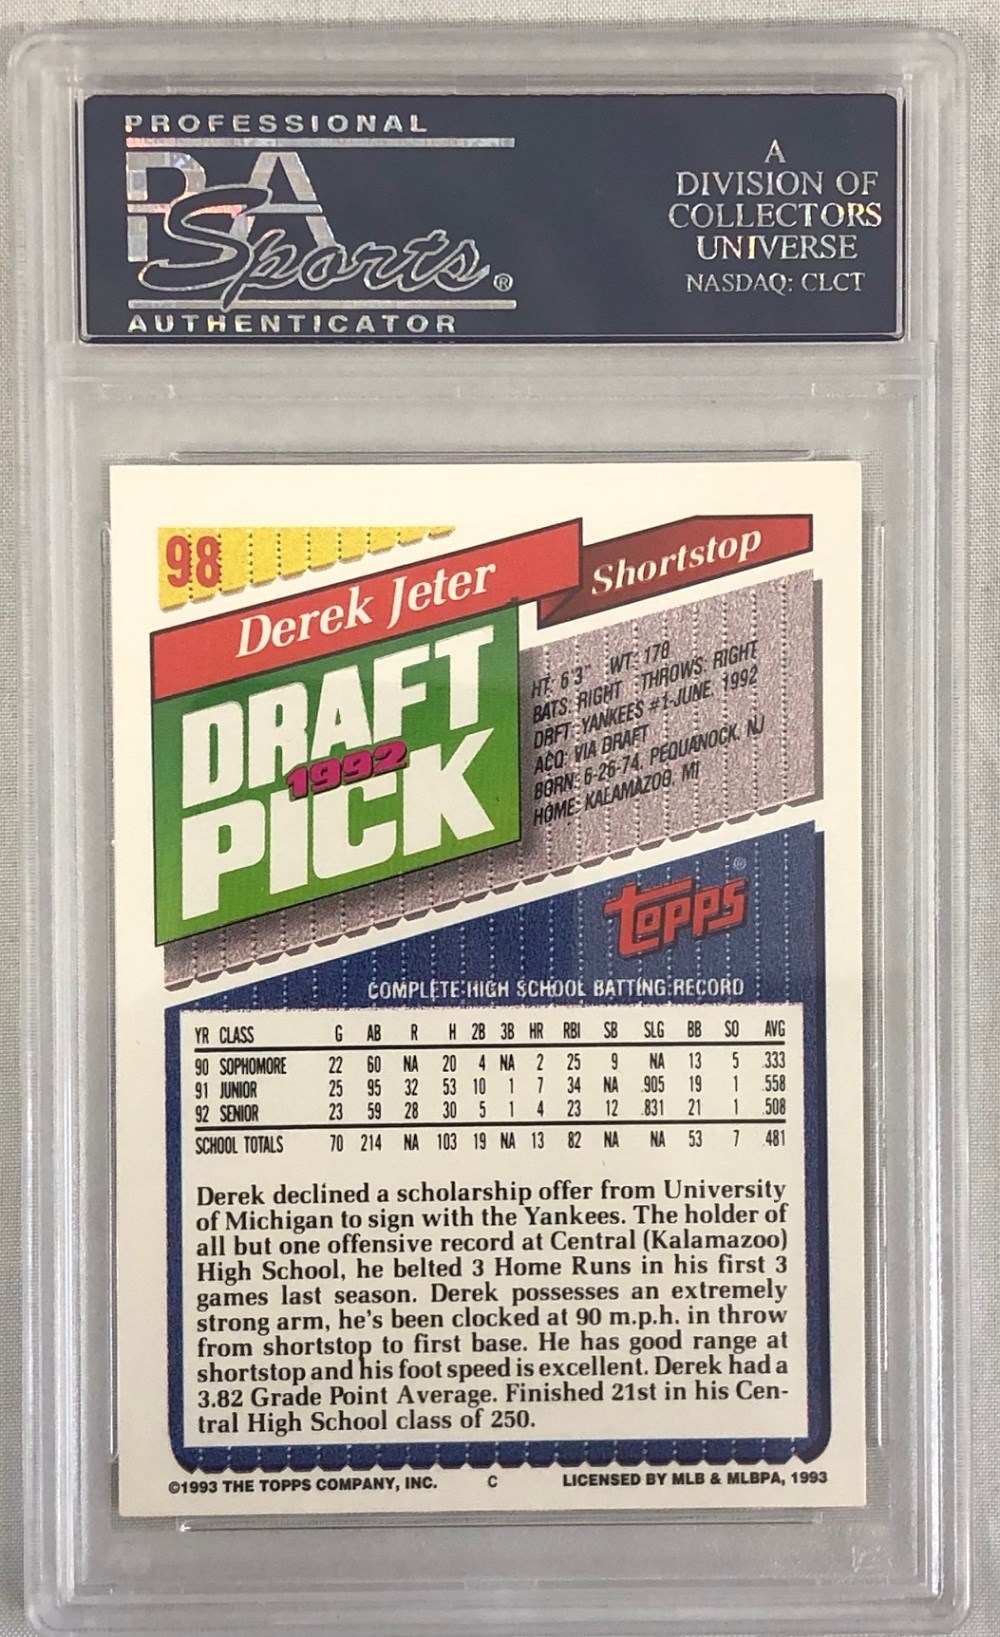 PROFESSIONAL
PSA
Sports®
AUTHENTICATOR
A
DIVISION OF
COLLECTORS
UNIVERSE
NASDAQ: CLCT
98
Derek Jeter
Shortstop
DRAFT
1992
PICK
HT: 6'3" WT: 178
BATS: RIGHT THROWS: RIGHT
DRFT: YANKEES #1-JUNE, 1992
ACQ: VIA DRAFT
BORN: 6-26-74, PEQUANOCK, NJ
HOME: KALAMAZOO, MI
Topps®
COMPLETE HIGH SCHOOL BATTING RECORD
YR CLASS G AB R H 2B 3B HR RBI SB SLG BB SO AVG
90 SOPHOMORE 22 60 NA 20 4 NA 2 25 9 NA 13 5 .333
91 JUNIOR 25 95 32 53 10 1 7 34 NA .905 19 1 .558
92 SENIOR 23 59 28 30 5 1 4 23 12 .831 21 1 .508
SCHOOL TOTALS 70 214 NA 103 19 NA 13 82 NA NA 53 7 .481
Derek declined a scholarship offer from University
of Michigan to sign with the Yankees. The holder of
all but one offensive record at Central (Kalamazoo)
High School, he belted 3 Home Runs in his first 3
games last season. Derek possesses an extremely
strong arm, he's been clocked at 90 m.p.h. in throw
from shortstop to first base. He has good range at
shortstop and his foot speed is excellent. Derek had a
3.82 Grade Point Average. Finished 21st in his Cen-
tral High School class of 250.
©1993 THE TOPPS COMPANY, INC. C LICENSED BY MLB & MLBPA, 1993